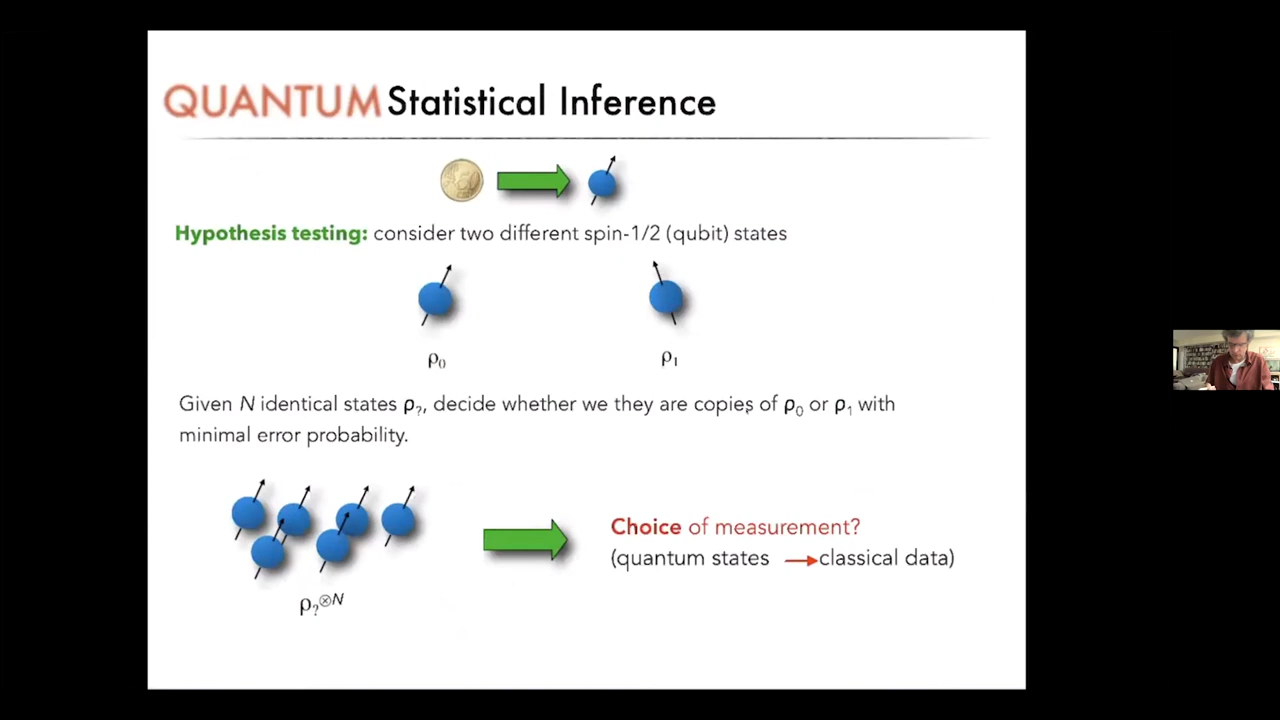 QUANTUM Statistical Inference
Hypothesis testing: consider two different spin-1/2 (qubit) states
ρ₀ ρ₁
Given N identical states ρ?, decide whether we they are copies of ρ₀ or ρ₁ with
minimal error probability.
Choice of measurement?
(quantum states → classical data)
ρ?⊗N